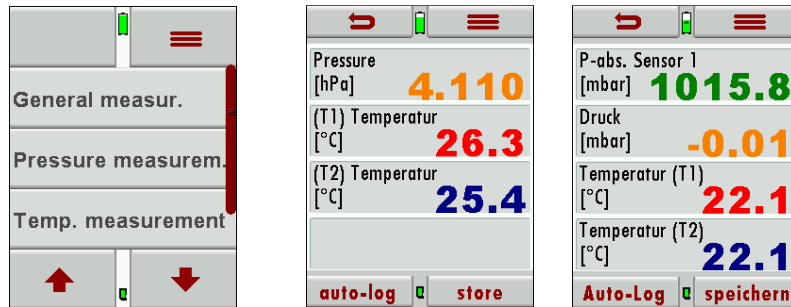 General measur.
Pressure measurem.
Temp. measurement
Pressure
[hPa] 4.110
(T1) Temperatur
[°C] 26.3
(T2) Temperatur
[°C] 25.4
auto-log store
P-abs. Sensor 1
[mbar] 1015.8
Druck
[mbar] -0.01
Temperatur (T1)
[°C] 22.1
Temperatur (T2)
[°C] 22.1
Auto-Log speichern